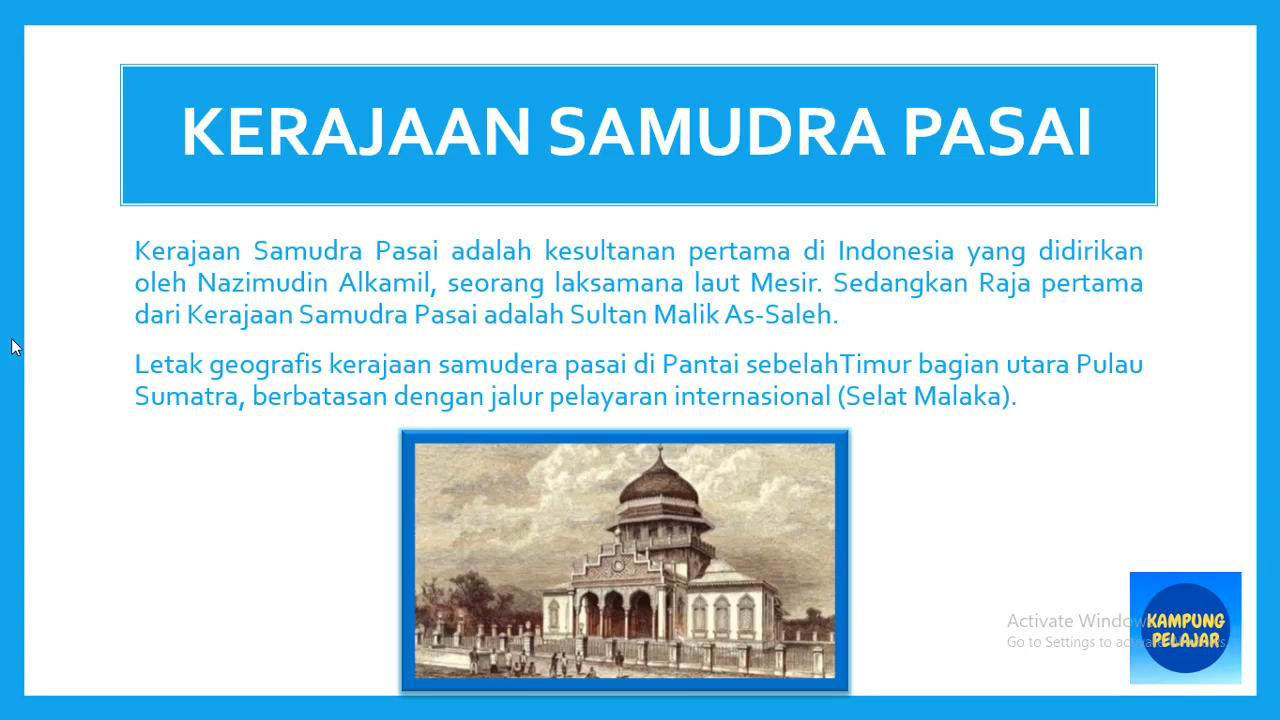 KERAJAAN SAMUDRA PASAI
Kerajaan Samudra Pasai adalah kesultanan pertama di Indonesia yang didirikan
oleh Nazimudin Alkamil, seorang laksamana laut Mesir. Sedangkan Raja pertama
dari Kerajaan Samudra Pasai adalah Sultan Malik As-Saleh.
Letak geografis kerajaan samudera pasai di Pantai sebelahTimur bagian utara Pulau
Sumatra, berbatasan dengan jalur pelayaran internasional (Selat Malaka).
Activate Window
Go to Settings to
KAMPUNG
PELAJAR